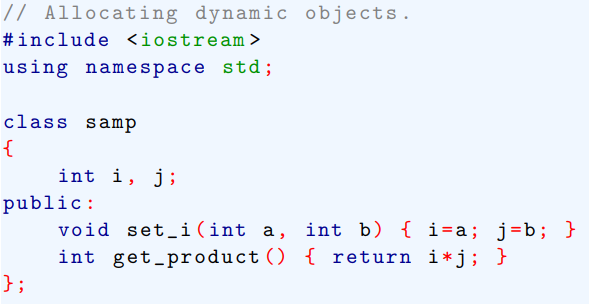 // Allocating dynamic objects.
#include <iostream>
using namespace std;
class samp
{
int i, j;
public:
void set_i(int a, int b) { i=a; j=b; }
int get_product() { return i*j; }
};